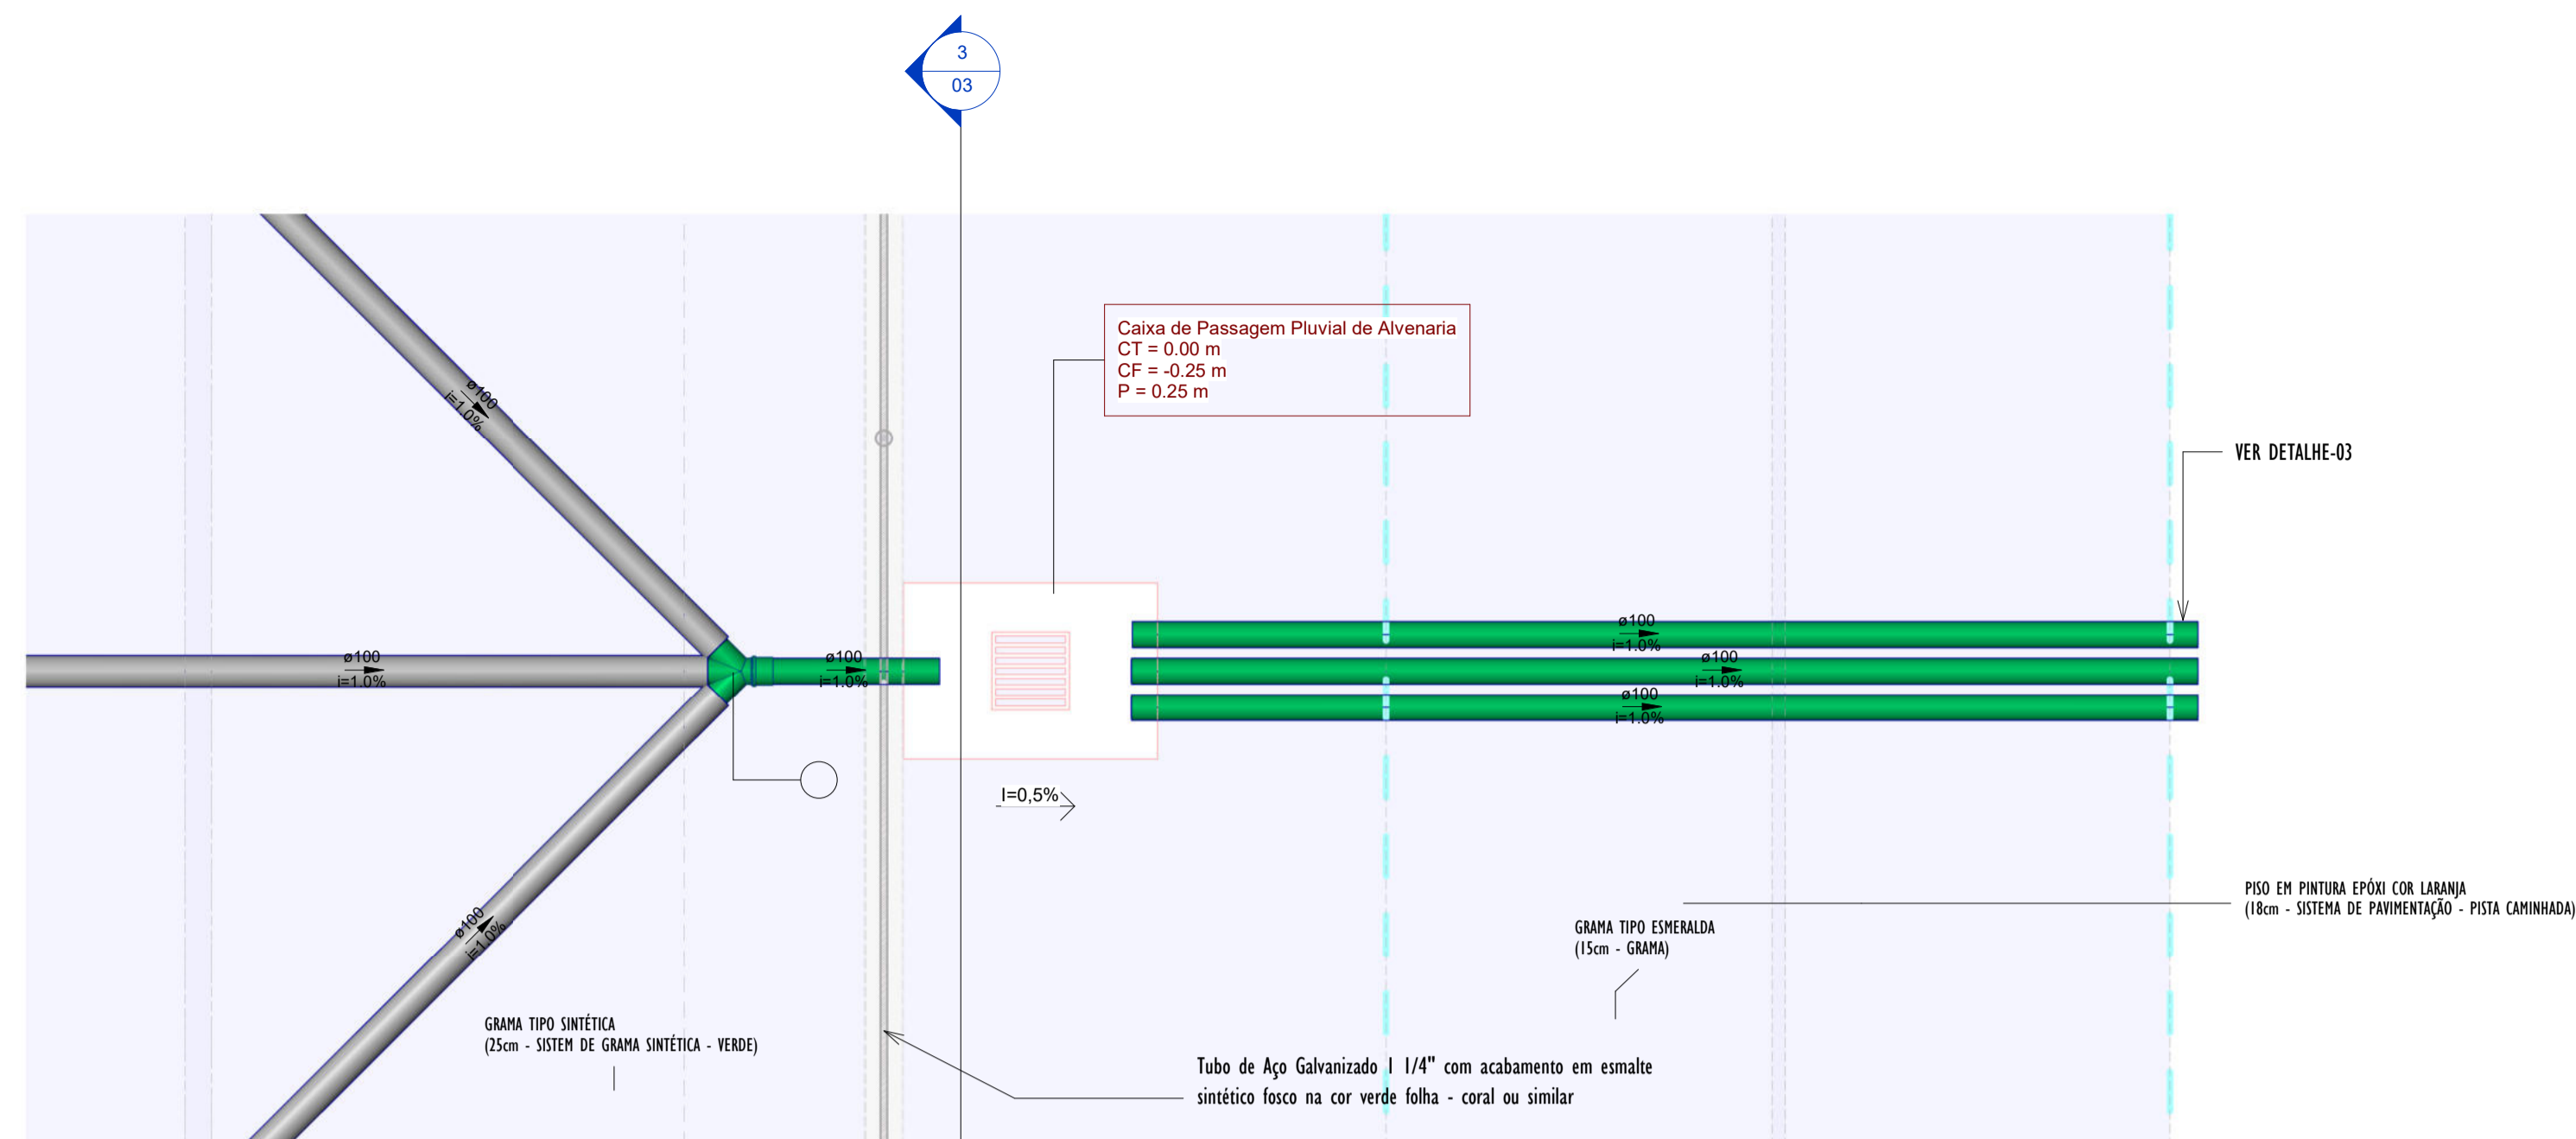 3
03
Caixa de Passagem Pluvial de Alvenaria
CT = 0.00 m
CF = -0.25 m
P = 0.25 m
ø100
i=1.0%
VER DETALHE-03
ø100
i=1.0%
ø100
i=1.0%
ø100
i=1.0%
ø100
i=1.0%
ø100
i=1.0%
I=0,5%
ø100
i=1.0%
PISO EM PINTURA EPÓXI COR LARANJA
(18cm - SISTEMA DE PAVIMENTAÇÃO - PISTA CAMINHADA)
GRAMA TIPO ESMERALDA
(15cm - GRAMA)
GRAMA TIPO SINTÉTICA
(25cm - SISTEM DE GRAMA SINTÉTICA - VERDE)
Tubo de Aço Galvanizado 1 1/4" com acabamento em esmalte
sintético fosco na cor verde folha - coral ou similar